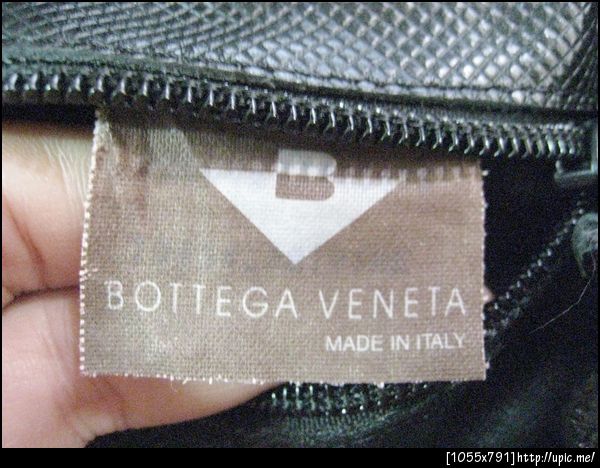 B
BOTTEGA VENETA
MADE IN ITALY
[1055x791]http://upic.me/